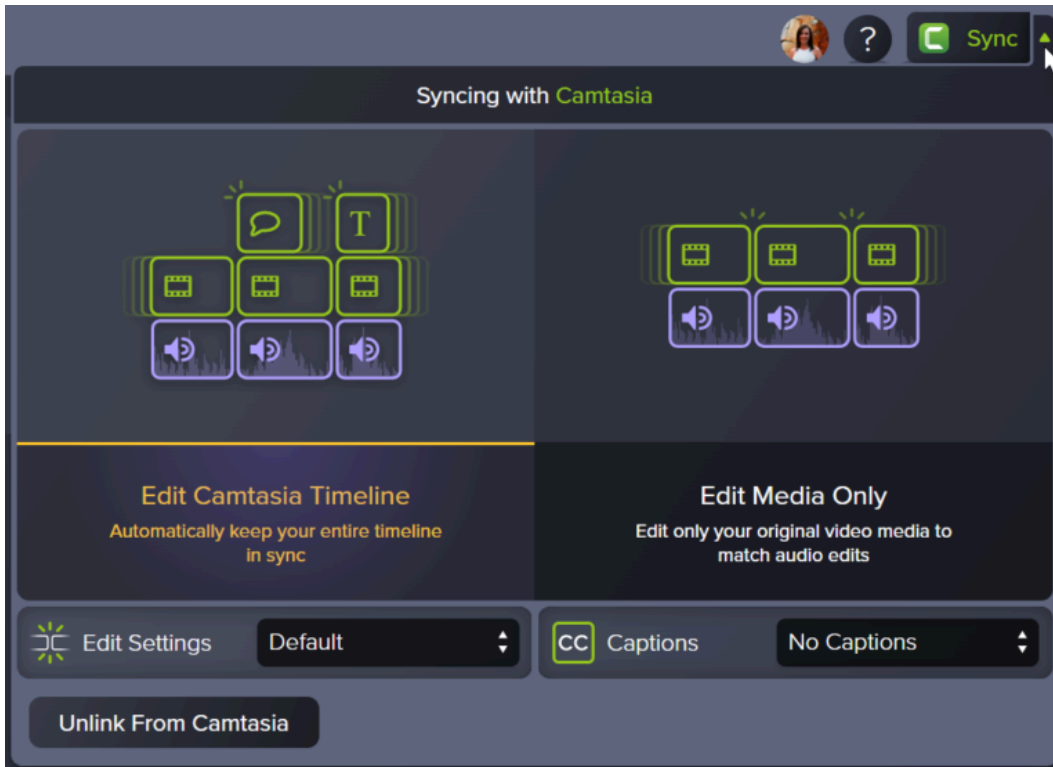 ? Sync
Syncing with Camtasia
T
Edit Camtasia Timeline
Automatically keep your entire timeline
in sync
Edit Media Only
Edit only your original video media to
match audio edits
Edit Settings Default
CC Captions No Captions
Unlink From Camtasia